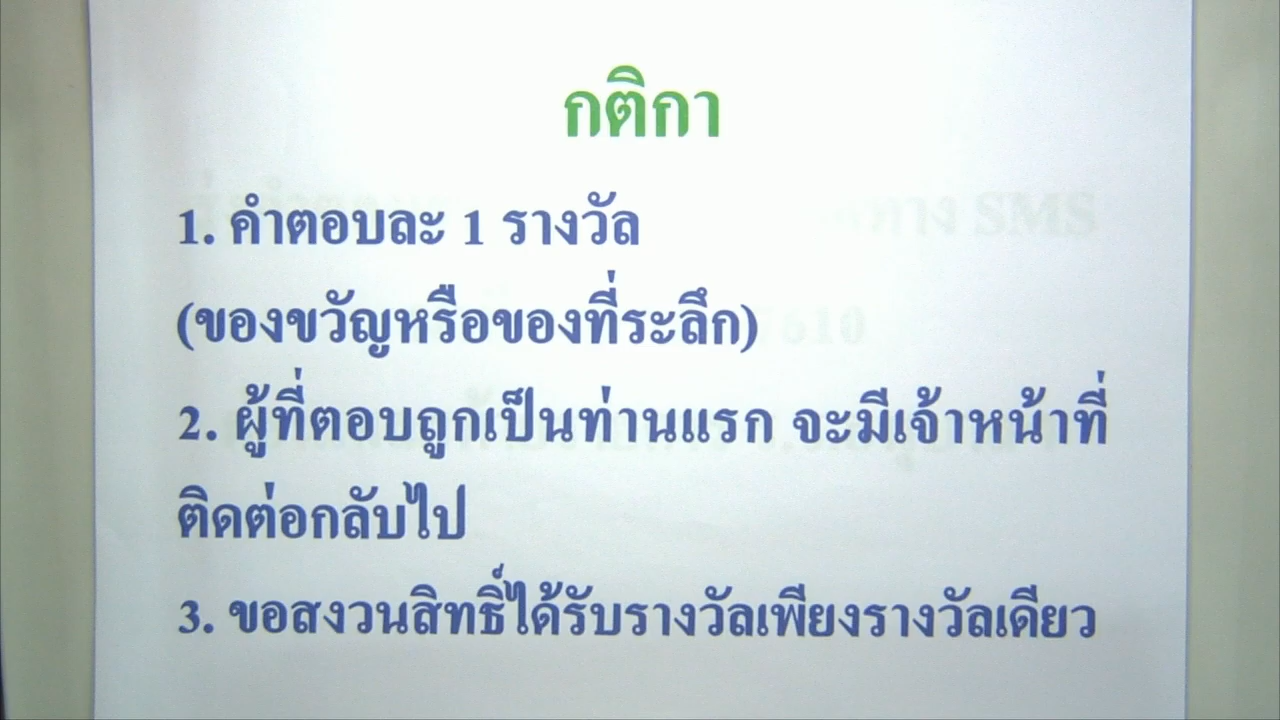 กติกา
1. คำตอบละ 1 รางวัล
(ของขวัญหรือของที่ระลึก)
2. ผู้ที่ตอบถูกเป็นท่านแรก จะมีเจ้าหน้าที่
ติดต่อกลับไป
3. ขอสงวนสิทธิ์ได้รับรางวัลเพียงรางวัลเดียว